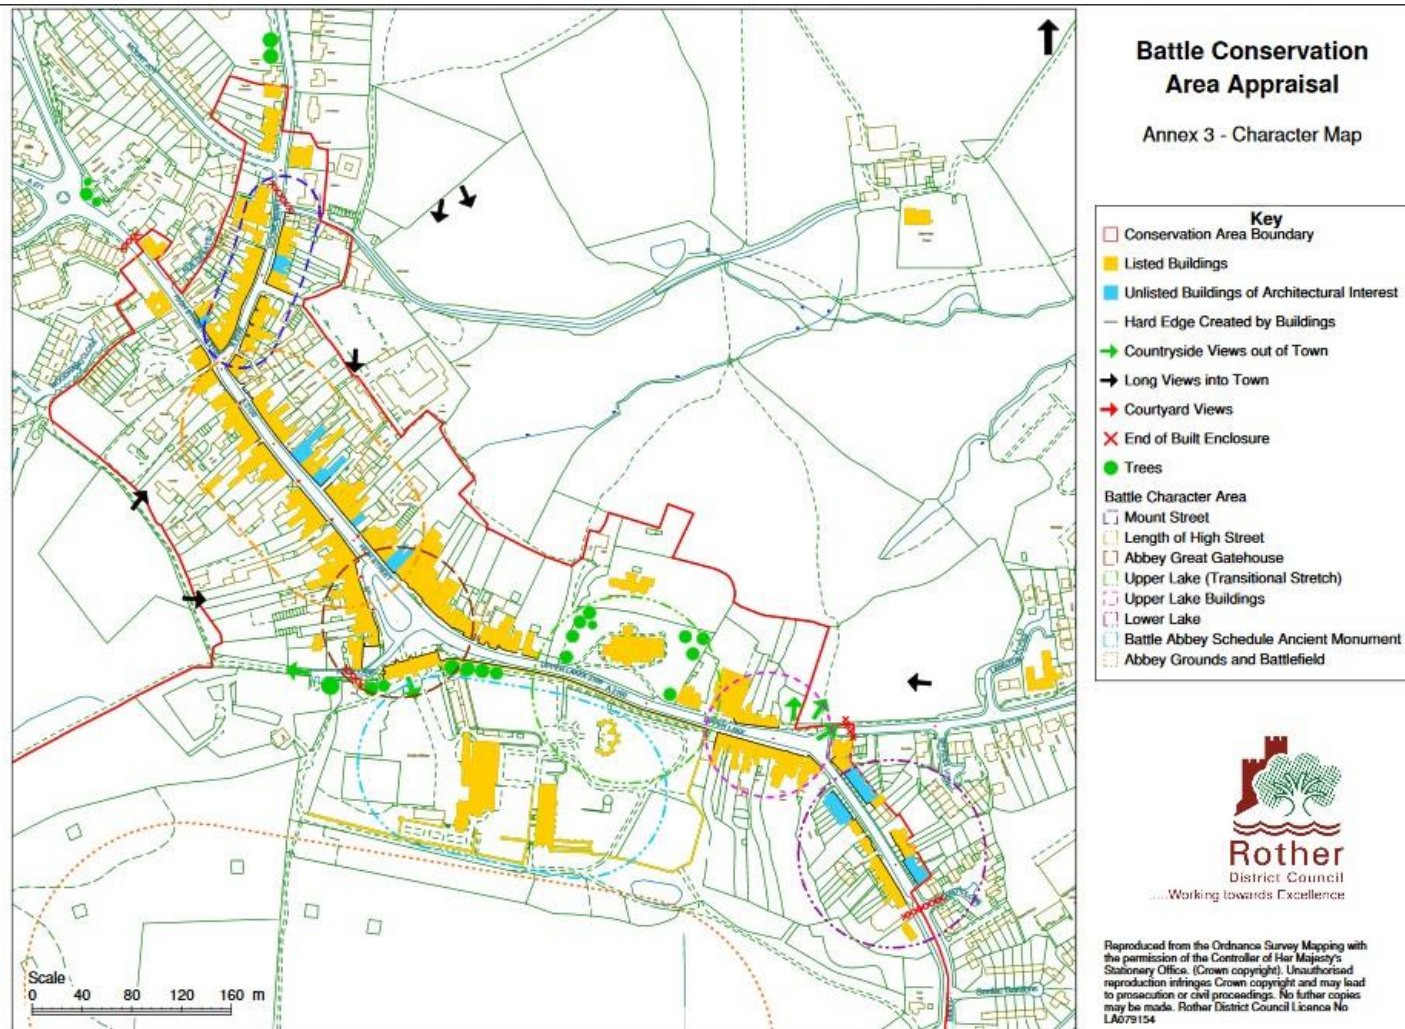 Battle Conservation
Area Appraisal
Annex 3 - Character Map
Key
Conservation Area Boundary
Listed Buildings
Unlisted Buildings of Architectural Interest
Hard Edge Created by Buildings
Countryside Views out of Town
Long Views into Town
Courtyard Views
End of Built Enclosure
Trees
Battle Character Area
Mount Street
Length of High Street
Abbey Great Gatehouse
Upper Lake (Transitional Stretch)
Upper Lake Buildings
Lower Lake
Battle Abbey Schedule Ancient Monument
Abbey Grounds and Battlefield
Rother
District Council
.....Working towards Excellence
Reproduced from the Ordnance Survey Mapping with
the permission of the Controller of Her Majesty's
Stationery Office. (Crown copyright). Unauthorised
reproduction infringes Crown copyright and may lead
to prosecution or civil proceedings. No futher copies
may be made. Rother District Council Licence No
LA079154
Scale
0 40 80 120 160 m